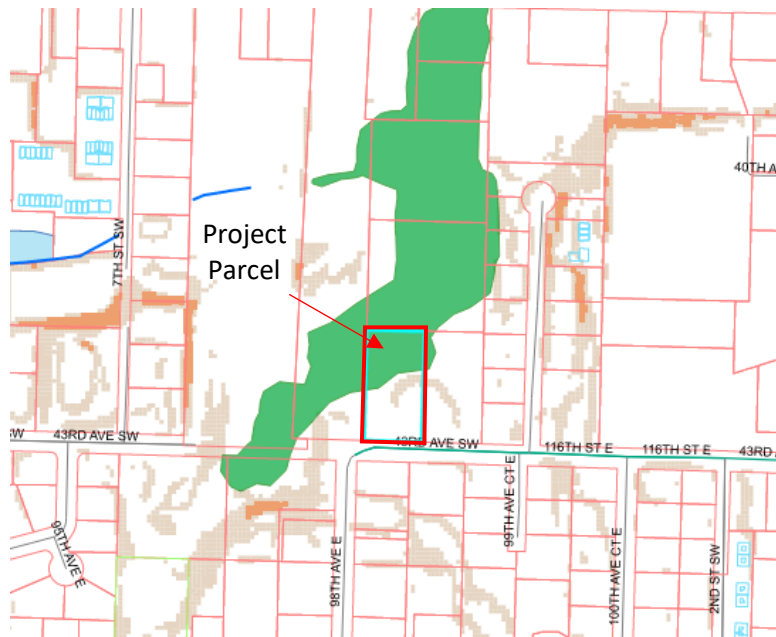 40TH A
Project
Parcel
7TH ST SW
SW
43RD AVE SW
43RD AVE SW
116TH ST E
116TH ST E
43RD
95TH AVE E
98TH AVE E
99TH AVE CT E
100TH AVE CT E
2ND ST SW